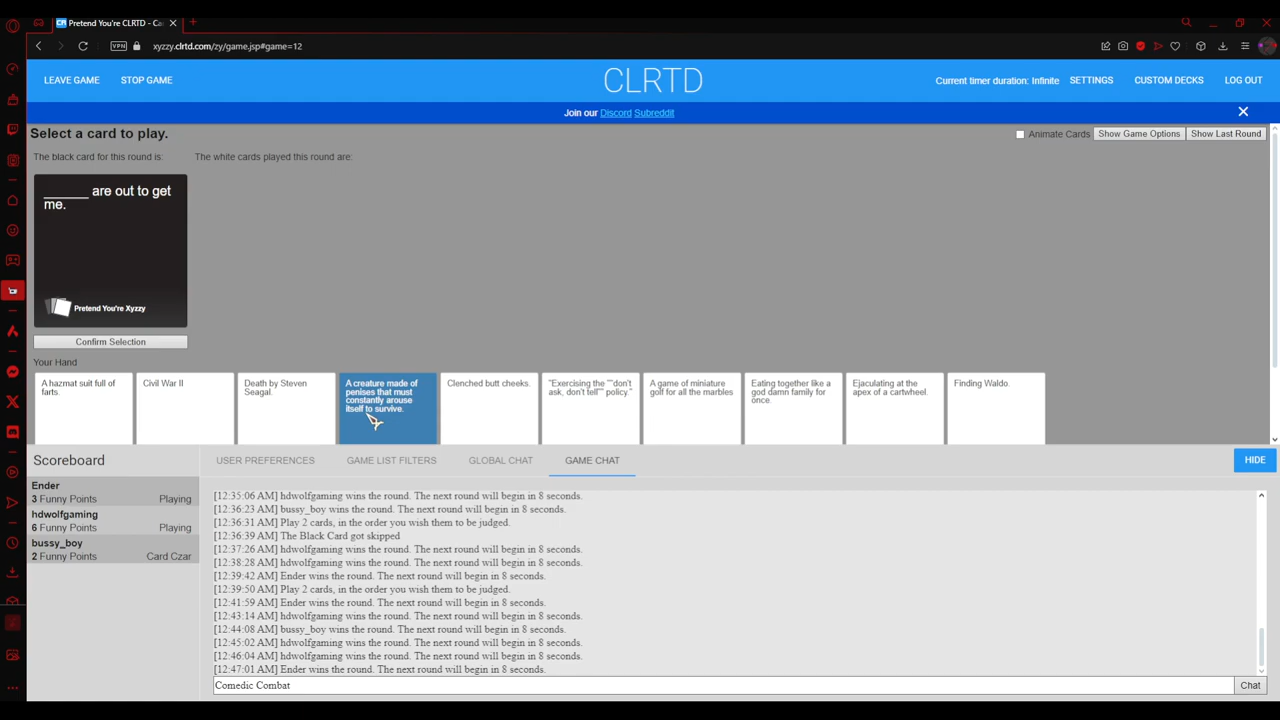 Pretend You're CLRTD - Ca
VPN
xyzzy.clrtd.com/zy/game.jsp#game=12
LEAVE GAME
STOP GAME
CLRTD
Current timer duration: Infinite
SETTINGS
CUSTOM DECKS
LOG OUT
Join our Discord Subreddit
Select a card to play.
Animate Cards
Show Game Options
Show Last Round
The black card for this round is:
The white cards played this round are:
______ are out to get
me.
Pretend You're Xyzzy
Confirm Selection
Your Hand
A hazmat suit full of
farts.
Civil War II
Death by Steven
Seagal.
A creature made of
penises that must
constantly arouse
itself to survive.
Clenched butt cheeks.
"Exercising the ""don't
ask, don't tell"" policy."
A game of miniature
golf for all the marbles
Eating together like a
god damn family for
once.
Ejaculating at the
apex of a cartwheel.
Finding Waldo.
Scoreboard
USER PREFERENCES
GAME LIST FILTERS
GLOBAL CHAT
GAME CHAT
HIDE
Ender
3 Funny Points
Playing
hdwolfgaming
6 Funny Points
Playing
bussy_boy
2 Funny Points
Card Czar
[12:35:06 AM] hdwolfgaming wins the round. The next round will begin in 8 seconds.
[12:36:23 AM] bussy_boy wins the round. The next round will begin in 8 seconds.
[12:36:31 AM] Play 2 cards, in the order you wish them to be judged.
[12:36:39 AM] The Black Card got skipped
[12:37:26 AM] hdwolfgaming wins the round. The next round will begin in 8 seconds.
[12:38:28 AM] hdwolfgaming wins the round. The next round will begin in 8 seconds.
[12:39:42 AM] Ender wins the round. The next round will begin in 8 seconds.
[12:39:50 AM] Play 2 cards, in the order you wish them to be judged.
[12:41:59 AM] Ender wins the round. The next round will begin in 8 seconds.
[12:43:14 AM] hdwolfgaming wins the round. The next round will begin in 8 seconds.
[12:44:08 AM] bussy_boy wins the round. The next round will begin in 8 seconds.
[12:45:02 AM] hdwolfgaming wins the round. The next round will begin in 8 seconds.
[12:46:04 AM] hdwolfgaming wins the round. The next round will begin in 8 seconds.
[12:47:01 AM] Ender wins the round. The next round will begin in 8 seconds.
Comedic Combat
Chat